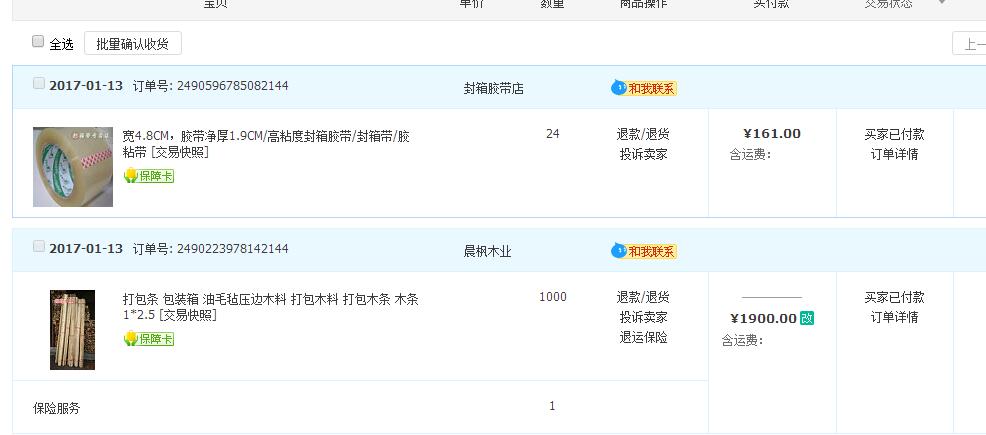 宝贝 单价 数量 商品操作 实付款 交易状态
全选 批量确认收货 上一
2017-01-13 订单号: 2490596785082144 封箱胶带店 和我联系
宽4.8CM，胶带净厚1.9CM/高粘度封箱胶带/封箱带/胶 24 退款/退货 ¥161.00 买家已付款
粘带 [交易快照] 投诉卖家 含运费: 订单详情
保障卡
2017-01-13 订单号: 2490223978142144 晨枫木业 和我联系
打包条 包装箱 油毛毡压边木料 打包木料 打包木条 木条 1000 退款/退货 买家已付款
1*2.5 [交易快照] 投诉卖家 ¥1900.00 改 订单详情
保障卡 退运保险 含运费:
保险服务 1